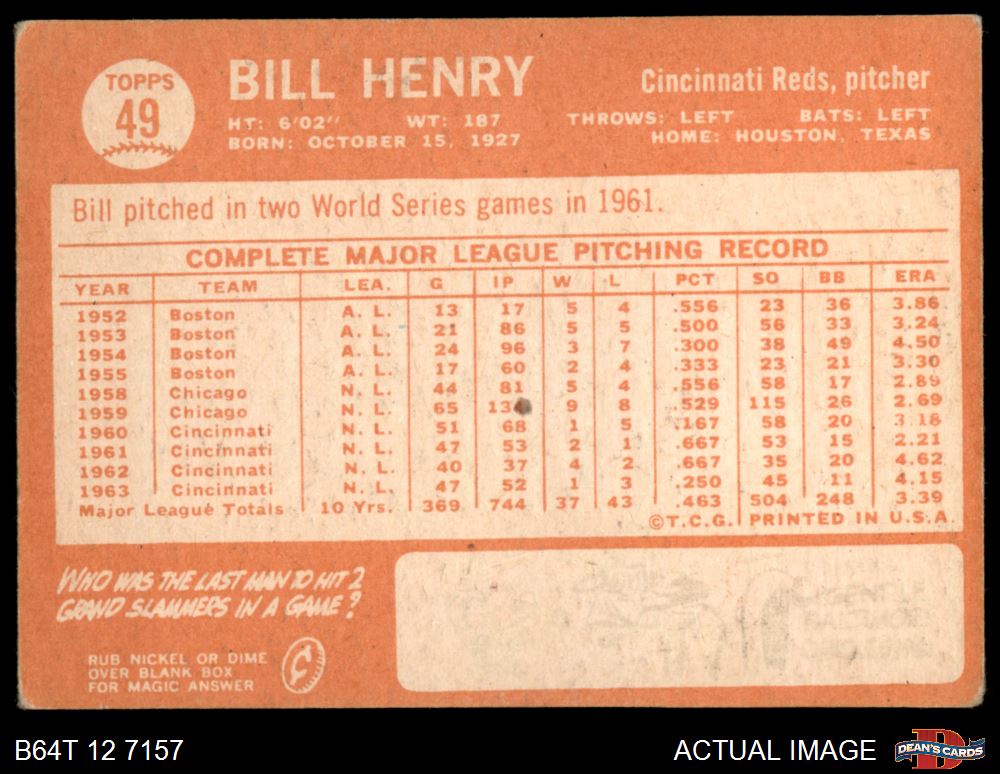 TOPPS
49
BILL HENRY
HT: 6'02" WT: 187
BORN: OCTOBER 15, 1927
Cincinnati Reds, pitcher
THROWS: LEFT BATS: LEFT
HOME: HOUSTON, TEXAS
Bill pitched in two World Series games in 1961.
COMPLETE MAJOR LEAGUE PITCHING RECORD
YEAR TEAM LEA. G IP W L PCT SO BB ERA
1952 Boston A. L. 13 17 5 4 .556 23 36 3.86
1953 Boston A. L. 21 86 5 5 .500 56 33 3.24
1954 Boston A. L. 24 96 3 7 .300 38 49 4.50
1955 Boston A. L. 17 60 2 4 .333 23 21 3.30
1958 Chicago N. L. 44 81 5 4 .556 58 17 2.89
1959 Chicago N. L. 65 9 8 .529 115 26 2.69
1960 Cincinnati N. L. 51 68 1 5 .167 58 20 3.18
1961 Cincinnati N. L. 47 53 2 1 .667 53 15 2.21
1962 Cincinnati N. L. 40 37 4 2 .667 35 20 4.62
1963 Cincinnati N. L. 47 52 1 3 .250 45 11 4.15
Major League Totals 10 Yrs. 369 744 37 43 .463 504 248 3.39
©T.C.G. PRINTED IN U.S.A.
WHO WAS THE LAST MAN TO HIT 2
GRAND SLAMMERS IN A GAME?
RUB NICKEL OR DIME
OVER BLANK BOX
FOR MAGIC ANSWER
B64T 12 7157
ACTUAL IMAGE
D
DEAN'S CARDS